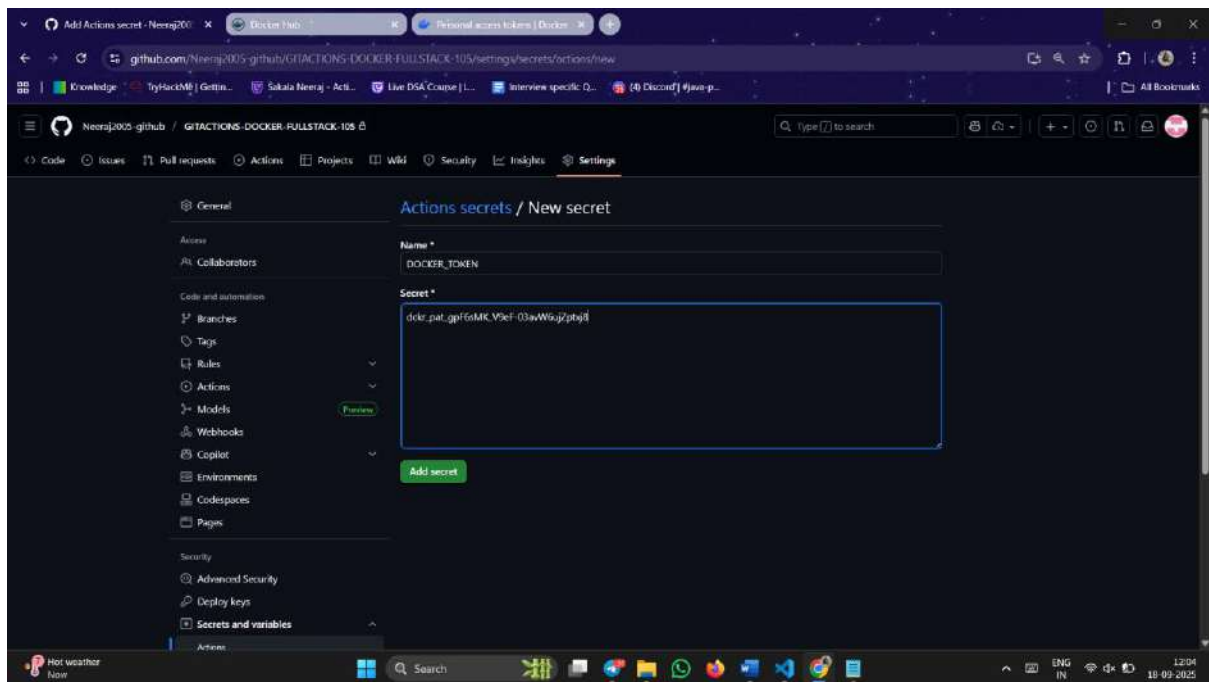 Add Actions secret · Neeraj200
Docker Hub
Personal access tokens | Docker
github.com/Neeraj2005-github/GITACTIONS-DOCKER-FULLSTACK-105/settings/secrets/actions/new
Knowledge
TryHackMe | Gettin...
Sakala Neeraj - Acti...
Live DSA Course | L...
Interview specific Q...
(4) Discord | #java-p...
All Bookmarks
Neeraj2005-github / GITACTIONS-DOCKER-FULLSTACK-105
Type / to search
Code Issues Pull requests Actions Projects Wiki Security Insights Settings
General
Access
Collaborators
Code and automation
Branches
Tags
Rules
Actions
Models Preview
Webhooks
Copilot
Environments
Codespaces
Pages
Security
Advanced Security
Deploy keys
Secrets and variables
Actions
Actions secrets / New secret
Name *
DOCKER_TOKEN
Secret *
Add secret
Hot weather
Now
Search
ENG
IN
12:04
18-09-2025